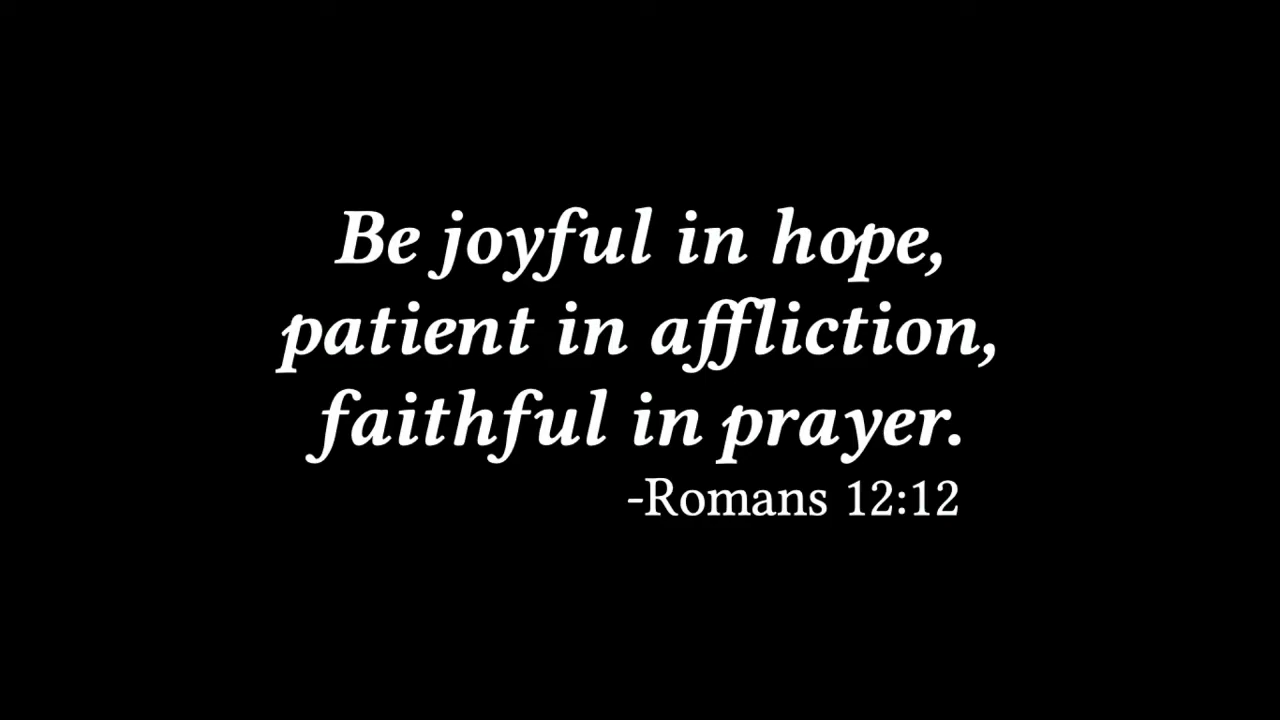 Be joyful in hope,
patient in affliction,
faithful in prayer.
-Romans 12:12